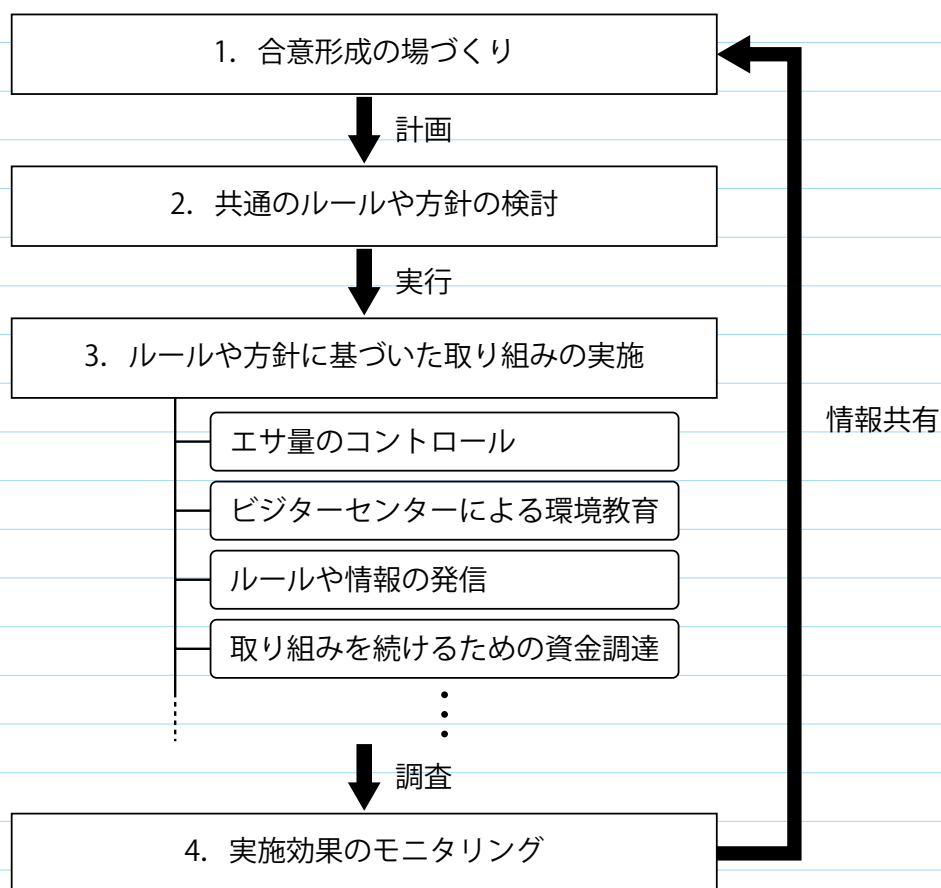 1. 合意形成の場づくり
計画
2. 共通のルールや方針の検討
実行
3. ルールや方針に基づいた取り組みの実施
エサ量のコントロール
ビジターセンターによる環境教育
ルールや情報の発信
取り組みを続けるための資金調達
調査
4. 実施効果のモニタリング
情報共有